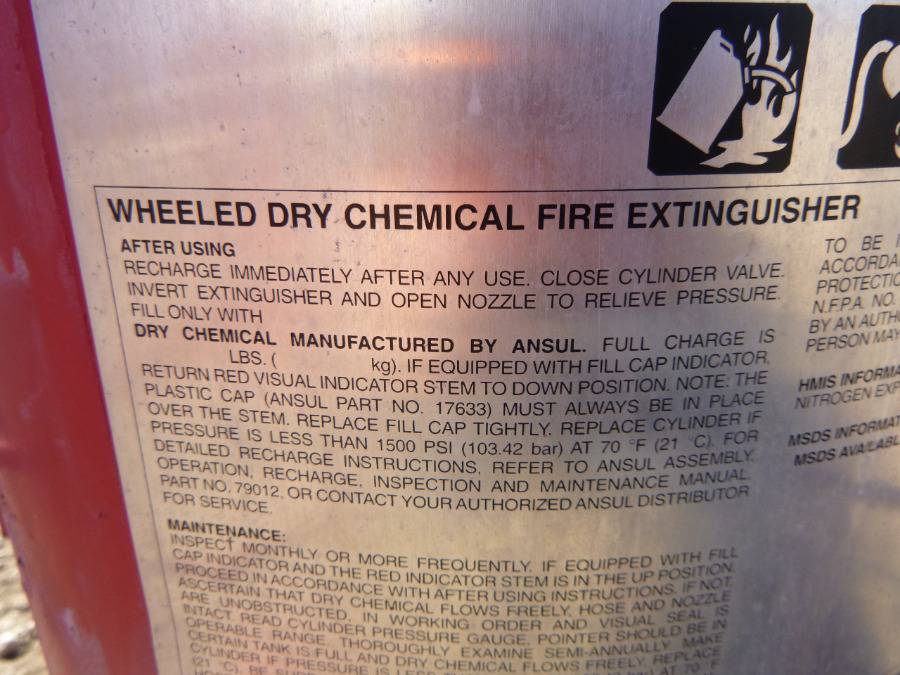 WHEELED DRY CHEMICAL FIRE EXTINGUISHER
AFTER USING
RECHARGE IMMEDIATELY AFTER ANY USE. CLOSE CYLINDER VALVE.
INVERT EXTINGUISHER AND OPEN NOZZLE TO RELIEVE PRESSURE.
FILL ONLY WITH
DRY CHEMICAL MANUFACTURED BY ANSUL. FULL CHARGE IS
LBS. ( kg). IF EQUIPPED WITH FILL CAP INDICATOR,
RETURN RED VISUAL INDICATOR STEM TO DOWN POSITION. NOTE: THE
PLASTIC CAP (ANSUL PART NO. 17633) MUST ALWAYS BE IN PLACE
OVER THE STEM. REPLACE FILL CAP TIGHTLY. REPLACE CYLINDER IF
PRESSURE IS LESS THAN 1500 PSI (103.42 bar) AT 70 °F (21 °C). FOR
DETAILED RECHARGE INSTRUCTIONS, REFER TO ANSUL ASSEMBLY,
OPERATION, RECHARGE, INSPECTION AND MAINTENANCE MANUAL.
PART NO. 79012, OR CONTACT YOUR AUTHORIZED ANSUL DISTRIBUTOR
FOR SERVICE.
MAINTENANCE:
INSPECT MONTHLY OR MORE FREQUENTLY. IF EQUIPPED WITH FILL
CAP INDICATOR AND THE RED INDICATOR STEM IS IN THE UP POSITION,
PROCEED IN ACCORDANCE WITH AFTER USING INSTRUCTIONS. IF NOT,
ASCERTAIN THAT DRY CHEMICAL FLOWS FREELY, HOSE AND NOZZLE
ARE UNOBSTRUCTED, IN WORKING ORDER AND VISUAL SEAL IS
INTACT. READ CYLINDER PRESSURE GAUGE, POINTER SHOULD BE IN
OPERABLE RANGE. THOROUGHLY EXAMINE SEMI-ANNUALLY. MAKE
CERTAIN TANK IS FULL AND DRY CHEMICAL FLOWS FREELY. REPLACE
CYLINDER IF PRESSURE IS LESS AT 70 °F
(21 °C). BE
TO BE
ACCORDA
PROTECTIO
N.F.P.A. NO.
BY AN AUTHO
PERSON MAY
HMIS INFORMA
NITROGEN EXP
MSDS INFORMAT
MSDS AVAILABL